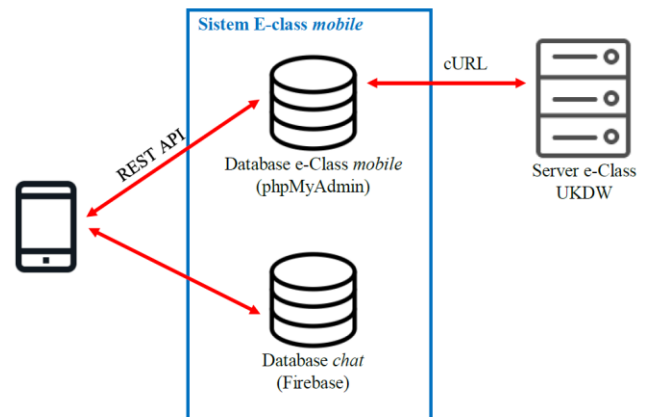 Sistem E-class mobile
cURL
REST API
Database e-Class mobile
(phpMyAdmin)
Server e-Class
UKDW
Database chat
(Firebase)